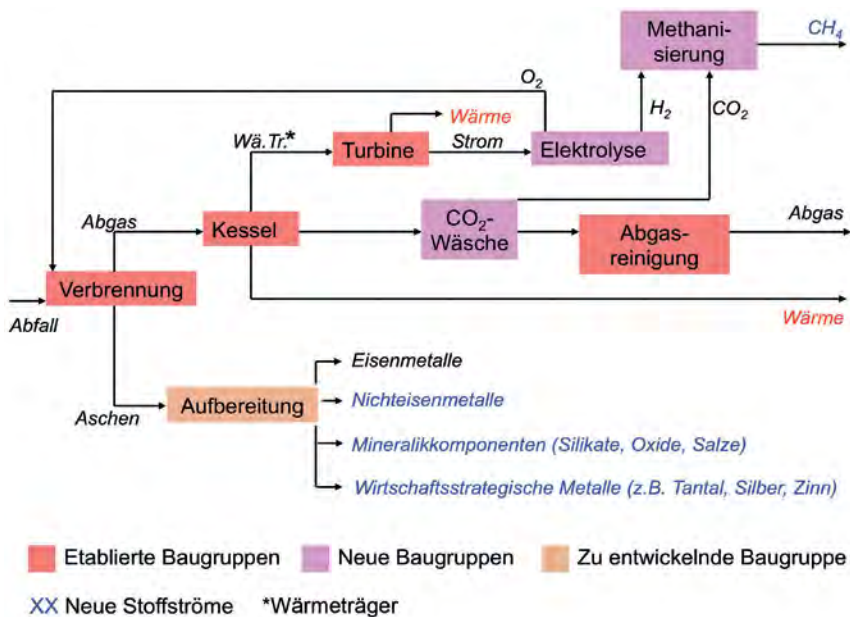 Methani-
sierung
CH₄
O₂
H₂
CO₂
Wärme
Wä.Tr.*
Turbine
Strom
Elektrolyse
Abgas
Kessel
CO₂-
Wäsche
Abgas-
reinigung
Abgas
Verbrennung
Abfall
Wärme
Eisenmetalle
Aschen
Aufbereitung
Nichteisenmetalle
Mineralikkomponenten (Silikate, Oxide, Salze)
Wirtschaftsstrategische Metalle (z.B. Tantal, Silber, Zinn)
Etablierte Baugruppen
Neue Baugruppen
Zu entwickelnde Baugruppe
XX Neue Stoffströme
*Wärmeträger